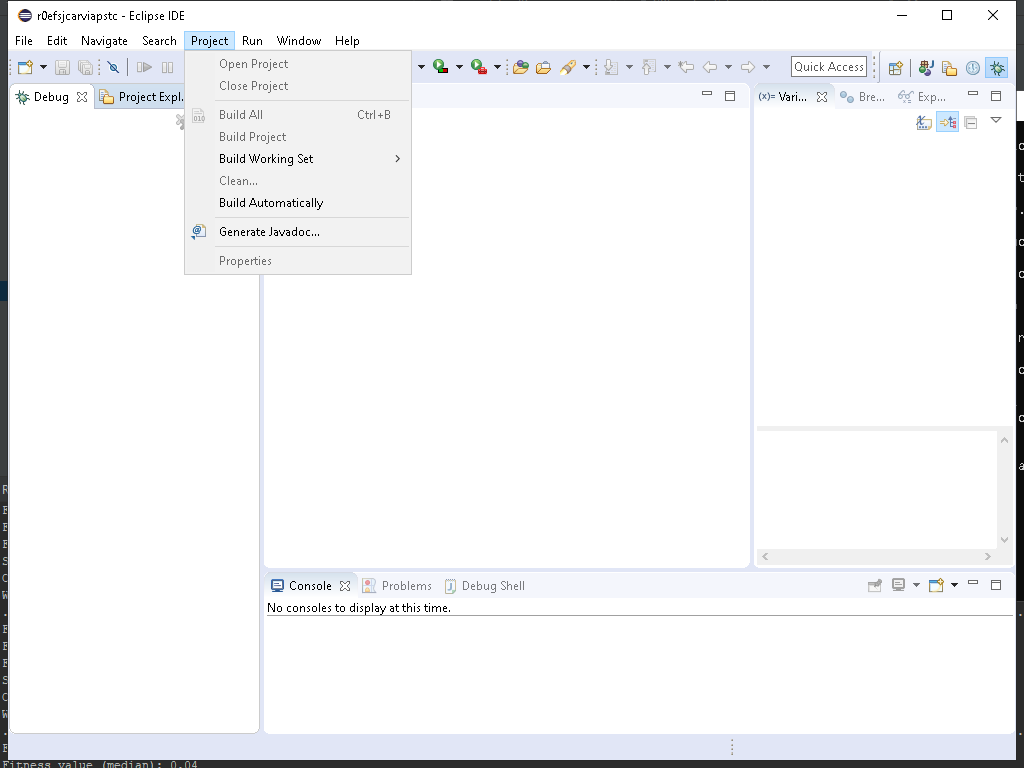 r0efsjcarviapstc - Eclipse IDE
File Edit Navigate Search Project Run Window Help
Quick Access
Debug
Project Expl.
(x)= Vari...
Bre...
Exp...
Open Project
Close Project
Build All Ctrl+B
Build Project
Build Working Set
Clean...
Build Automatically
Generate Javadoc...
Properties
Console
Problems
Debug Shell
No consoles to display at this time.
Fitness value (median): 0.04